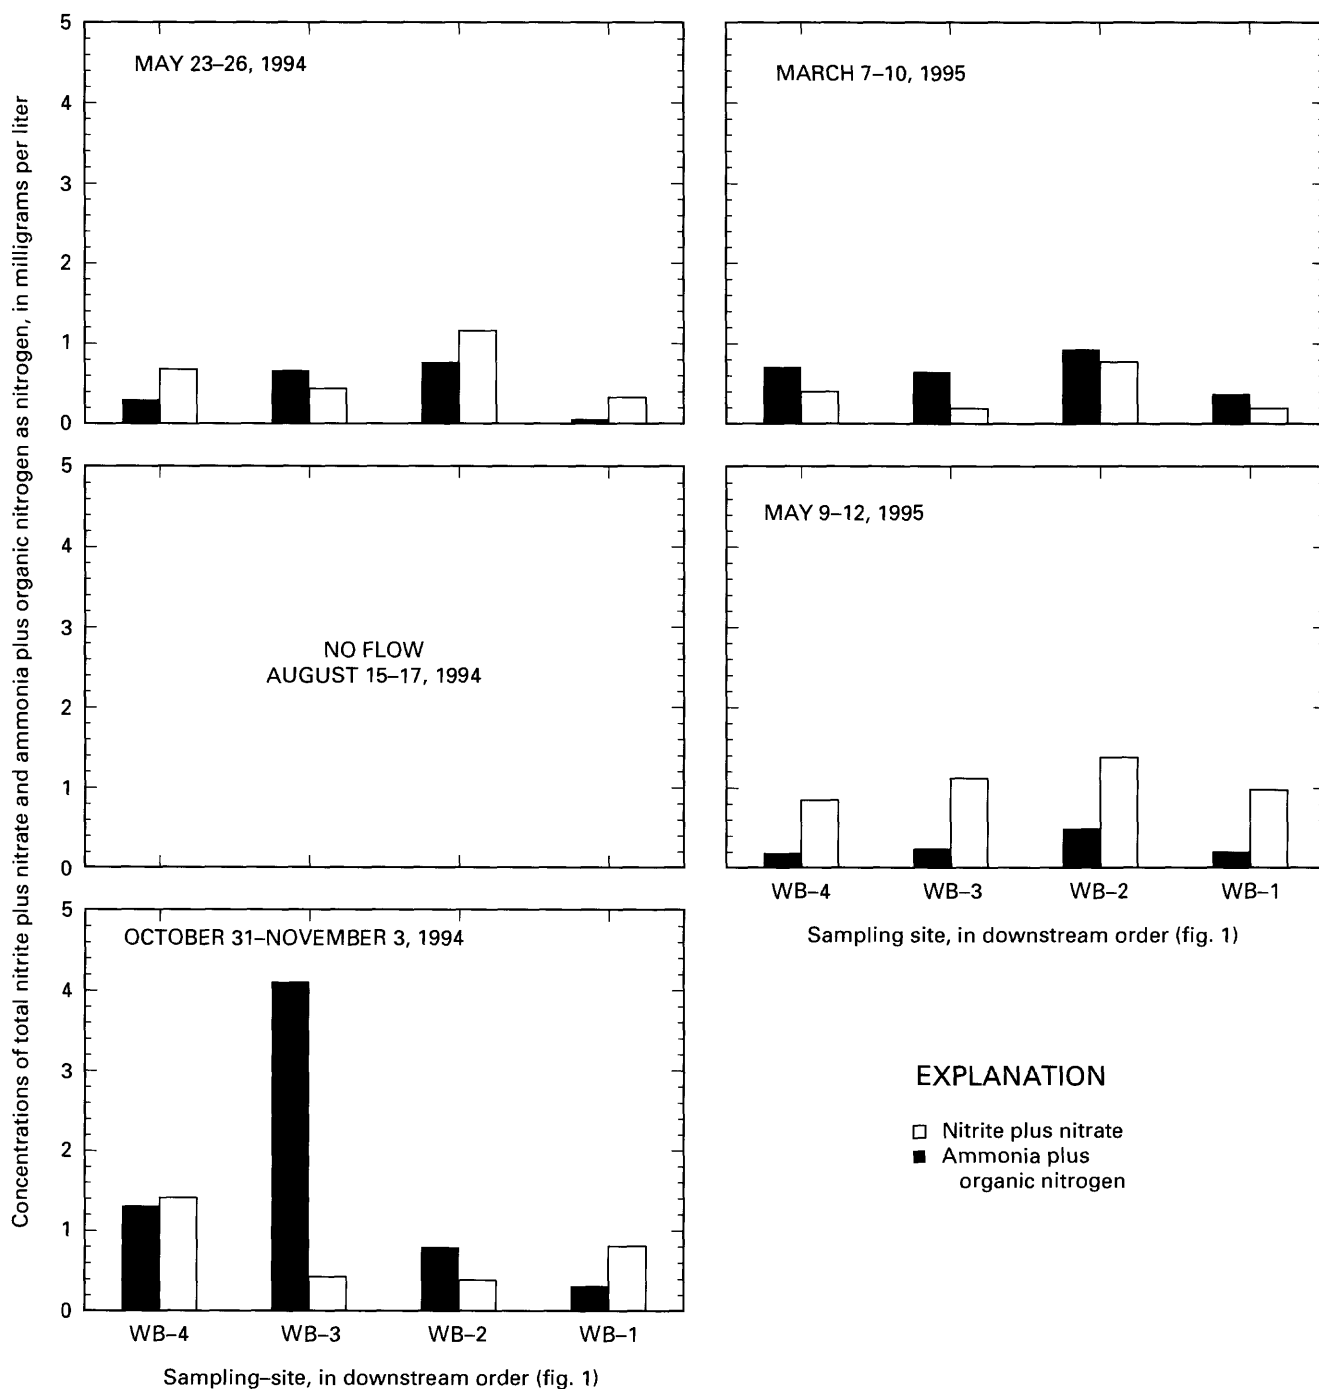 Concentrations of total nitrite plus nitrate and ammonia plus organic nitrogen as nitrogen, in milligrams per liter
5
4
3
2
1
0
MAY 23–26, 1994
MARCH 7–10, 1995
5
4
3
2
1
0
NO FLOW
AUGUST 15–17, 1994
MAY 9–12, 1995
WB–4 WB–3 WB–2 WB–1
Sampling site, in downstream order (fig. 1)
5
4
3
2
1
0
OCTOBER 31–NOVEMBER 3, 1994
WB–4 WB–3 WB–2 WB–1
Sampling–site, in downstream order (fig. 1)
EXPLANATION
Nitrite plus nitrate
Ammonia plus
organic nitrogen